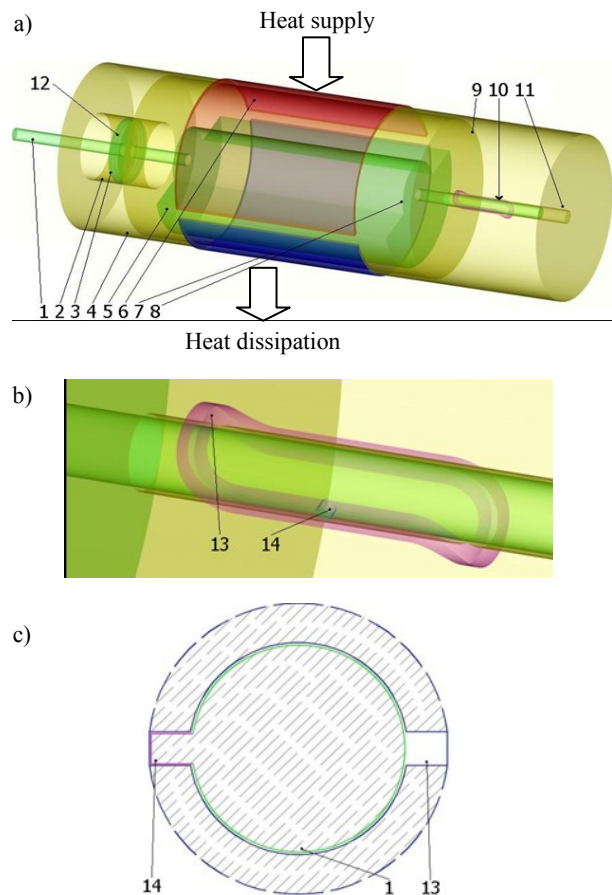 a)
Heat supply
12
9 10 11
1 2 3 4 5 6 7 8
Heat dissipation
b)
13 14
c)
14 1 13